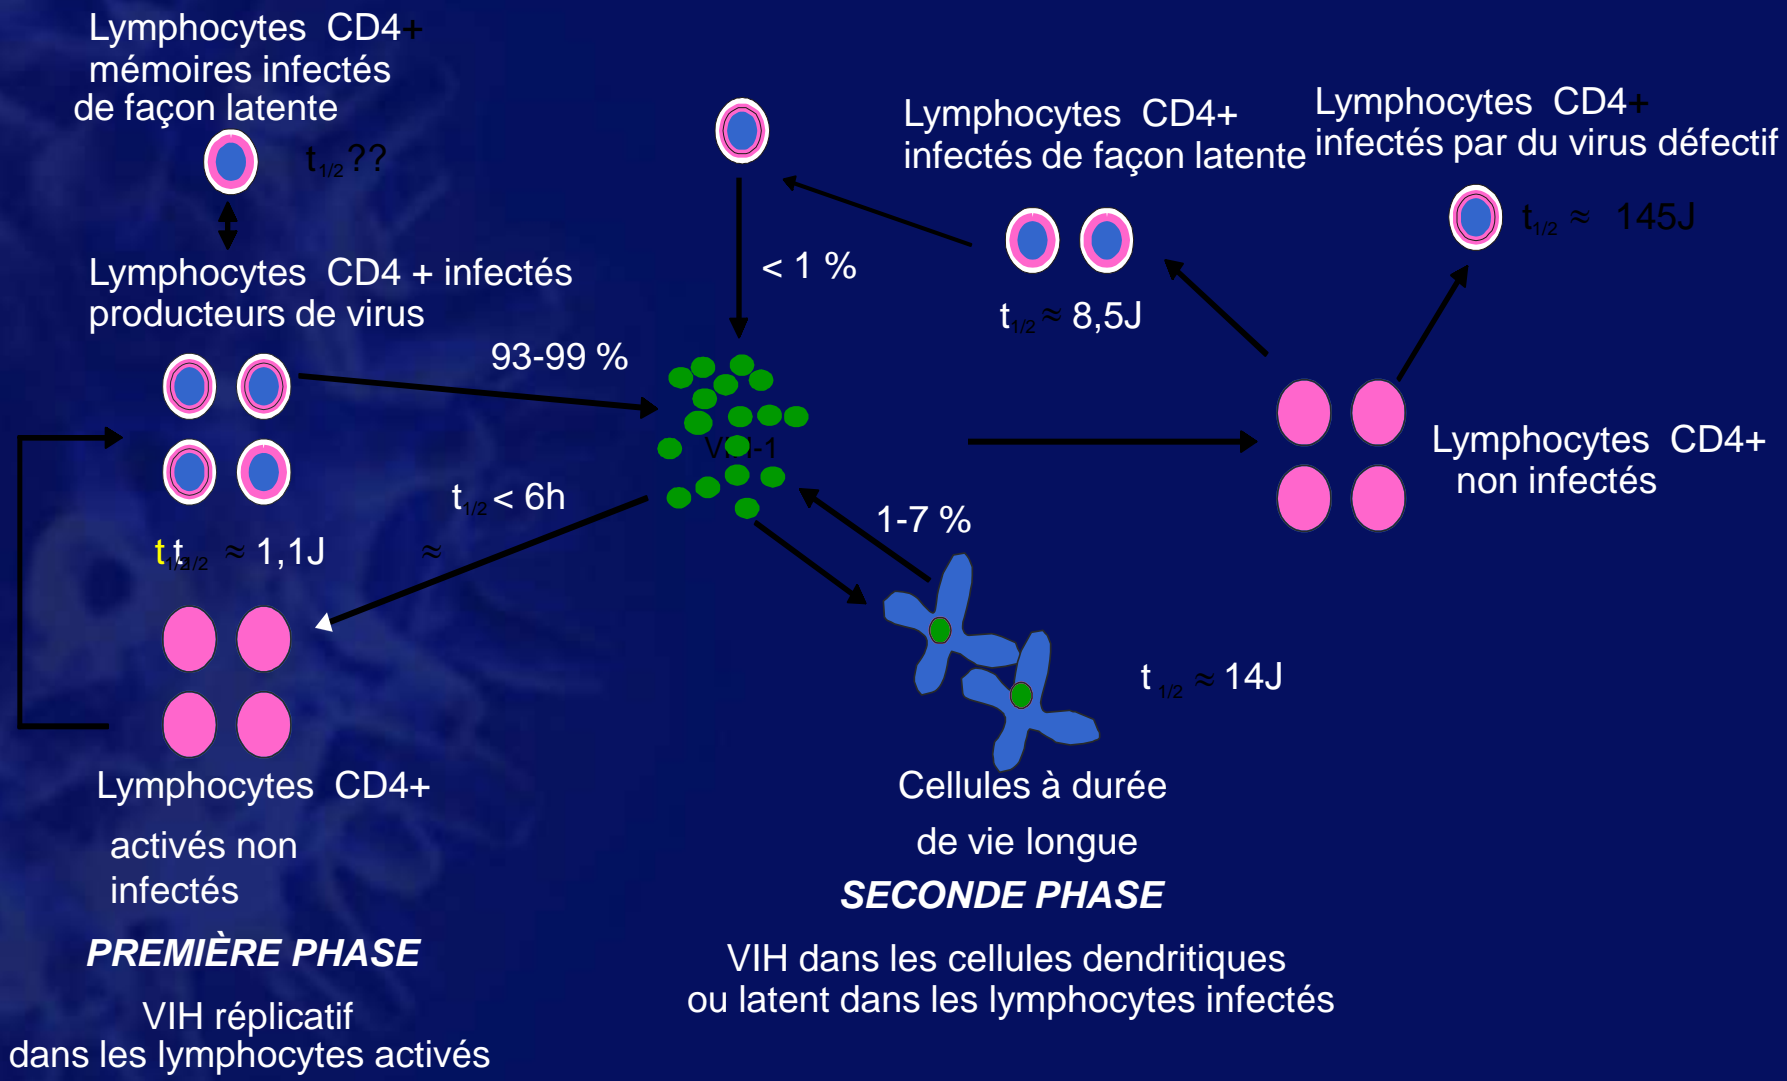 Lymphocytes CD4+
mémoires infectés
de façon latente
t1/2 ??
Lymphocytes CD4 + infectés
producteurs de virus
93-99 %
t1/2 < 6h
t1/2 t1/2 ≈ 1,1J ≈
Lymphocytes CD4+
activés non
infectés
PREMIÈRE PHASE
VIH réplicatif
dans les lymphocytes activés
< 1 %
VIH-1
1-7 %
Lymphocytes CD4+
infectés de façon latente
t1/2 ≈ 8,5J
Lymphocytes CD4+
infectés par du virus défectif
t1/2 ≈ 145J
Lymphocytes CD4+
non infectés
t1/2 ≈ 14J
Cellules à durée
de vie longue
SECONDE PHASE
VIH dans les cellules dendritiques
ou latent dans les lymphocytes infectés